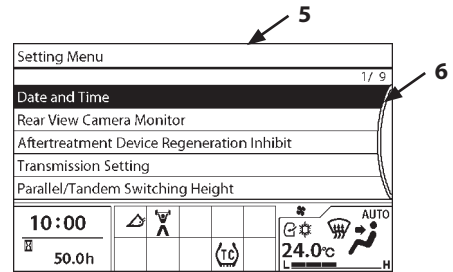 5
Setting Menu
1/ 9
6
Date and Time
Rear View Camera Monitor
Aftertreatment Device Regeneration Inhibit
Transmission Setting
Parallel/Tandem Switching Height
10:00
50.0h
(TC)
AUTO
24.0℃
L H